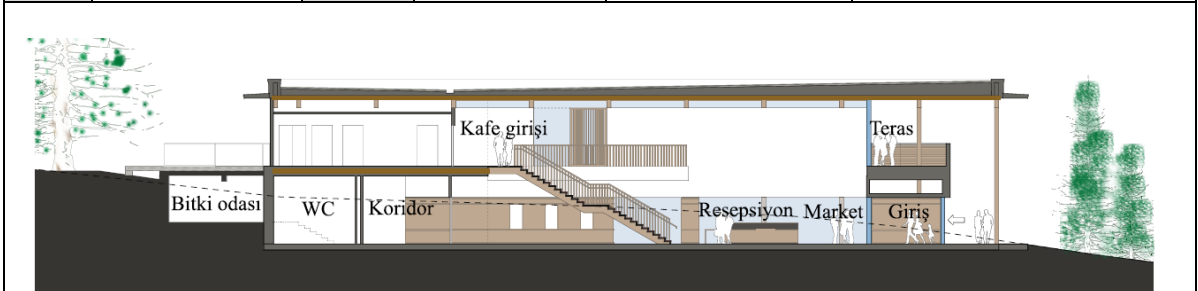 Kafe girişi
Teras
Bitki odası
WC
Koridor
Resepsiyon
Market
Giriş